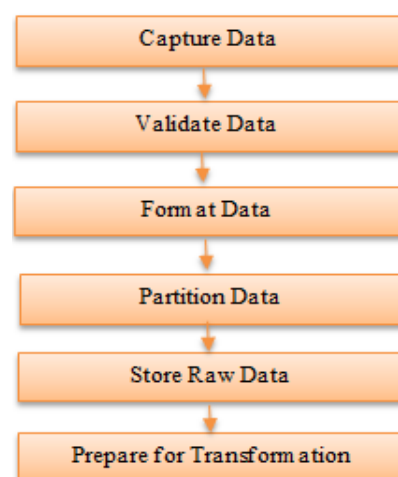 Capture Data
Validate Data
Format Data
Partition Data
Store Raw Data
Prepare for Transformation